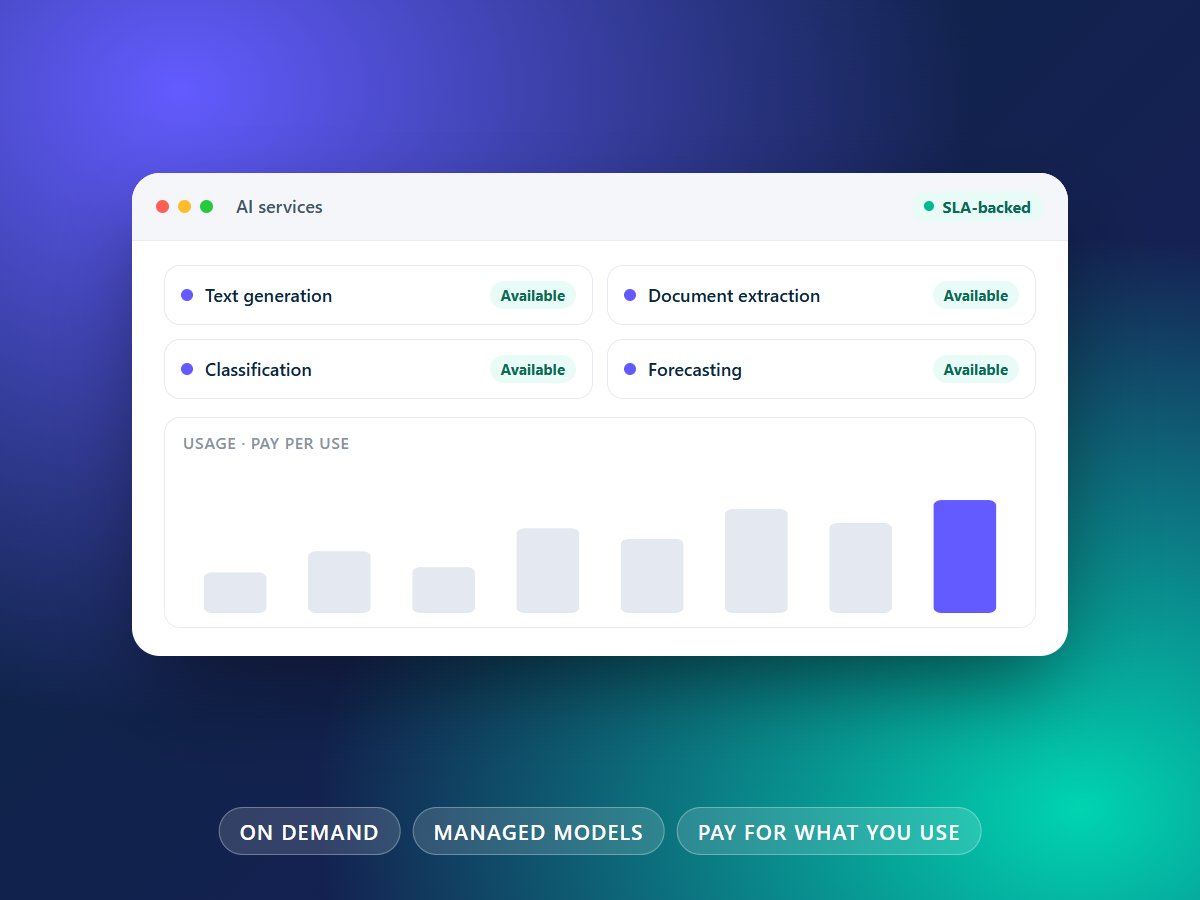 AI services
SLA-backed
Text generation
Available
Document extraction
Available
Classification
Available
Forecasting
Available
USAGE · PAY PER USE
ON DEMAND
MANAGED MODELS
PAY FOR WHAT YOU USE